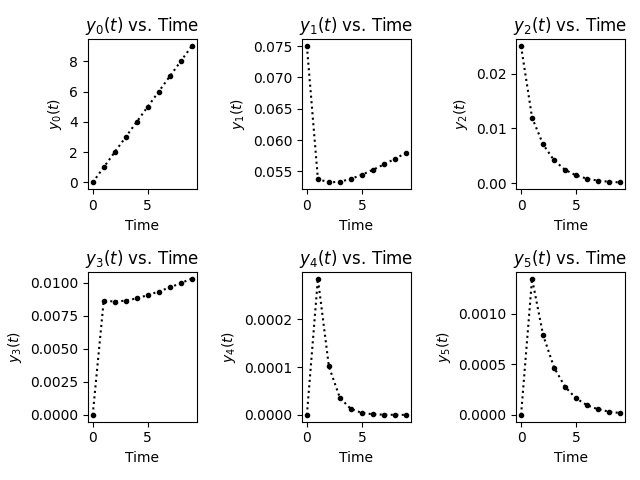 y₀(t) vs. Time
8
6
4
2
0
y₀(t)
0 5
Time
y₁(t) vs. Time
0.075
0.070
0.065
0.060
0.055
y₁(t)
0 5
Time
y₂(t) vs. Time
0.02
0.01
0.00
y₂(t)
0 5
Time
y₃(t) vs. Time
0.0100
0.0075
0.0050
0.0025
0.0000
y₃(t)
0 5
Time
y₄(t) vs. Time
0.0002
0.0001
0.0000
y₄(t)
0 5
Time
y₅(t) vs. Time
0.0010
0.0005
0.0000
y₅(t)
0 5
Time